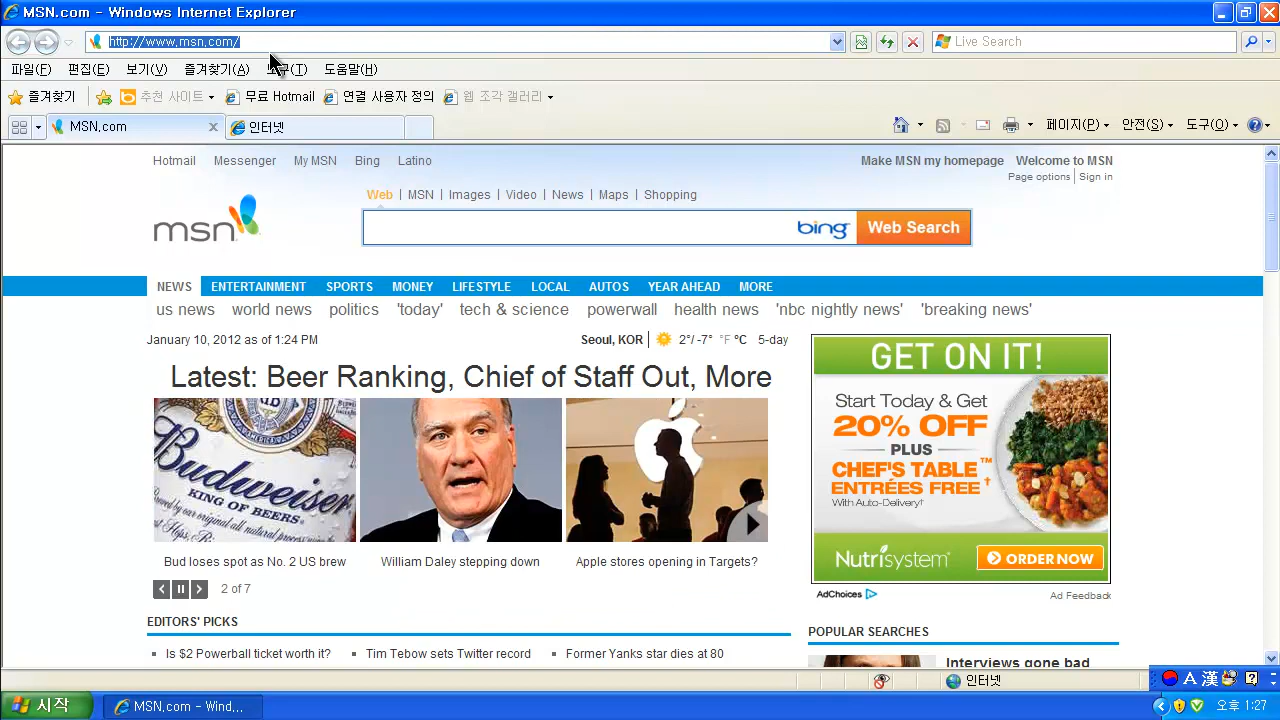 MSN.com - Windows Internet Explorer
http://www.msn.com/
Live Search
파일(F) 편집(E) 보기(V) 즐겨찾기(A) 도구(T) 도움말(H)
즐겨찾기 추천 사이트 무료 Hotmail 연결 사용자 정의 웹 조각 갤러리
MSN.com 인터넷 페이지(P) 안전(S) 도구(O)
Hotmail Messenger My MSN Bing Latino Make MSN my homepage Welcome to MSN
Page options Sign in
Web MSN Images Video News Maps Shopping
msn
bing Web Search
NEWS ENTERTAINMENT SPORTS MONEY LIFESTYLE LOCAL AUTOS YEAR AHEAD MORE
us news world news politics 'today' tech & science powerwall health news 'nbc nightly news' 'breaking news'
January 10, 2012 as of 1:24 PM Seoul, KOR 2°/ -7° °F °C 5-day
Latest: Beer Ranking, Chief of Staff Out, More
Budweiser
KING OF BEERS
Bud loses spot as No. 2 US brew
William Daley stepping down
Apple stores opening in Targets?
2 of 7
GET ON IT!
Start Today & Get
20% OFF
PLUS
CHEF'S TABLE™
ENTRÉES FREE†
With Auto-Delivery†
Nutrisystem® ORDER NOW
AdChoices Ad Feedback
EDITORS' PICKS
Is $2 Powerball ticket worth it? Tim Tebow sets Twitter record Former Yanks star dies at 80
POPULAR SEARCHES
Interviews gone bad
인터넷
A 漢
시작 MSN.com - Wind... 오후 1:27